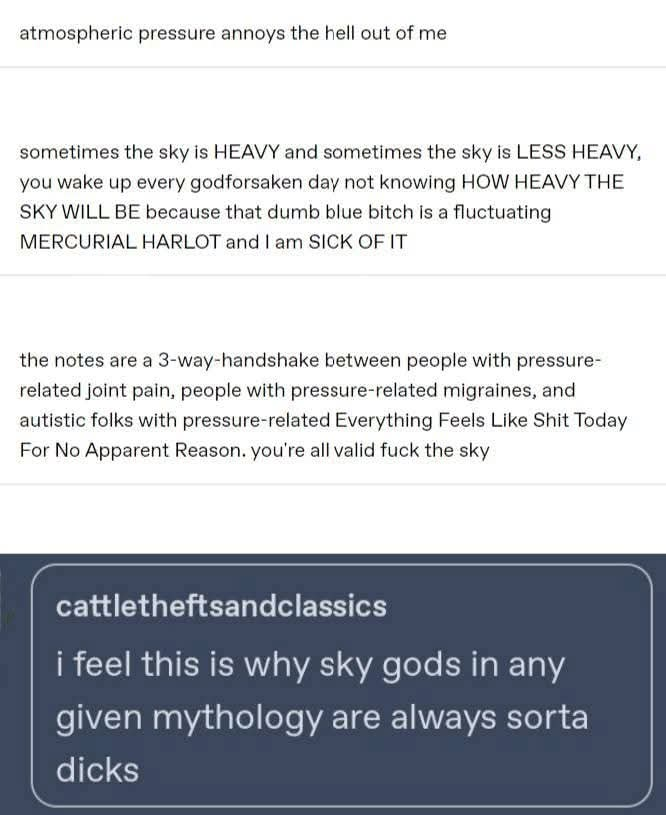 atmospheric pressure annoys the hell out of me
sometimes the sky is HEAVY and sometimes the sky is LESS HEAVY,
you wake up every godforsaken day not knowing HOW HEAVY THE
SKY WILL BE because that dumb blue bitch is a fluctuating
MERCURIAL HARLOT and I am SICK OF IT
the notes are a 3-way-handshake between people with pressure-
related joint pain, people with pressure-related migraines, and
autistic folks with pressure-related Everything Feels Like Shit Today
For No Apparent Reason. you're all valid fuck the sky
cattletheftsandclassics
i feel this is why sky gods in any
given mythology are always sorta
dicks